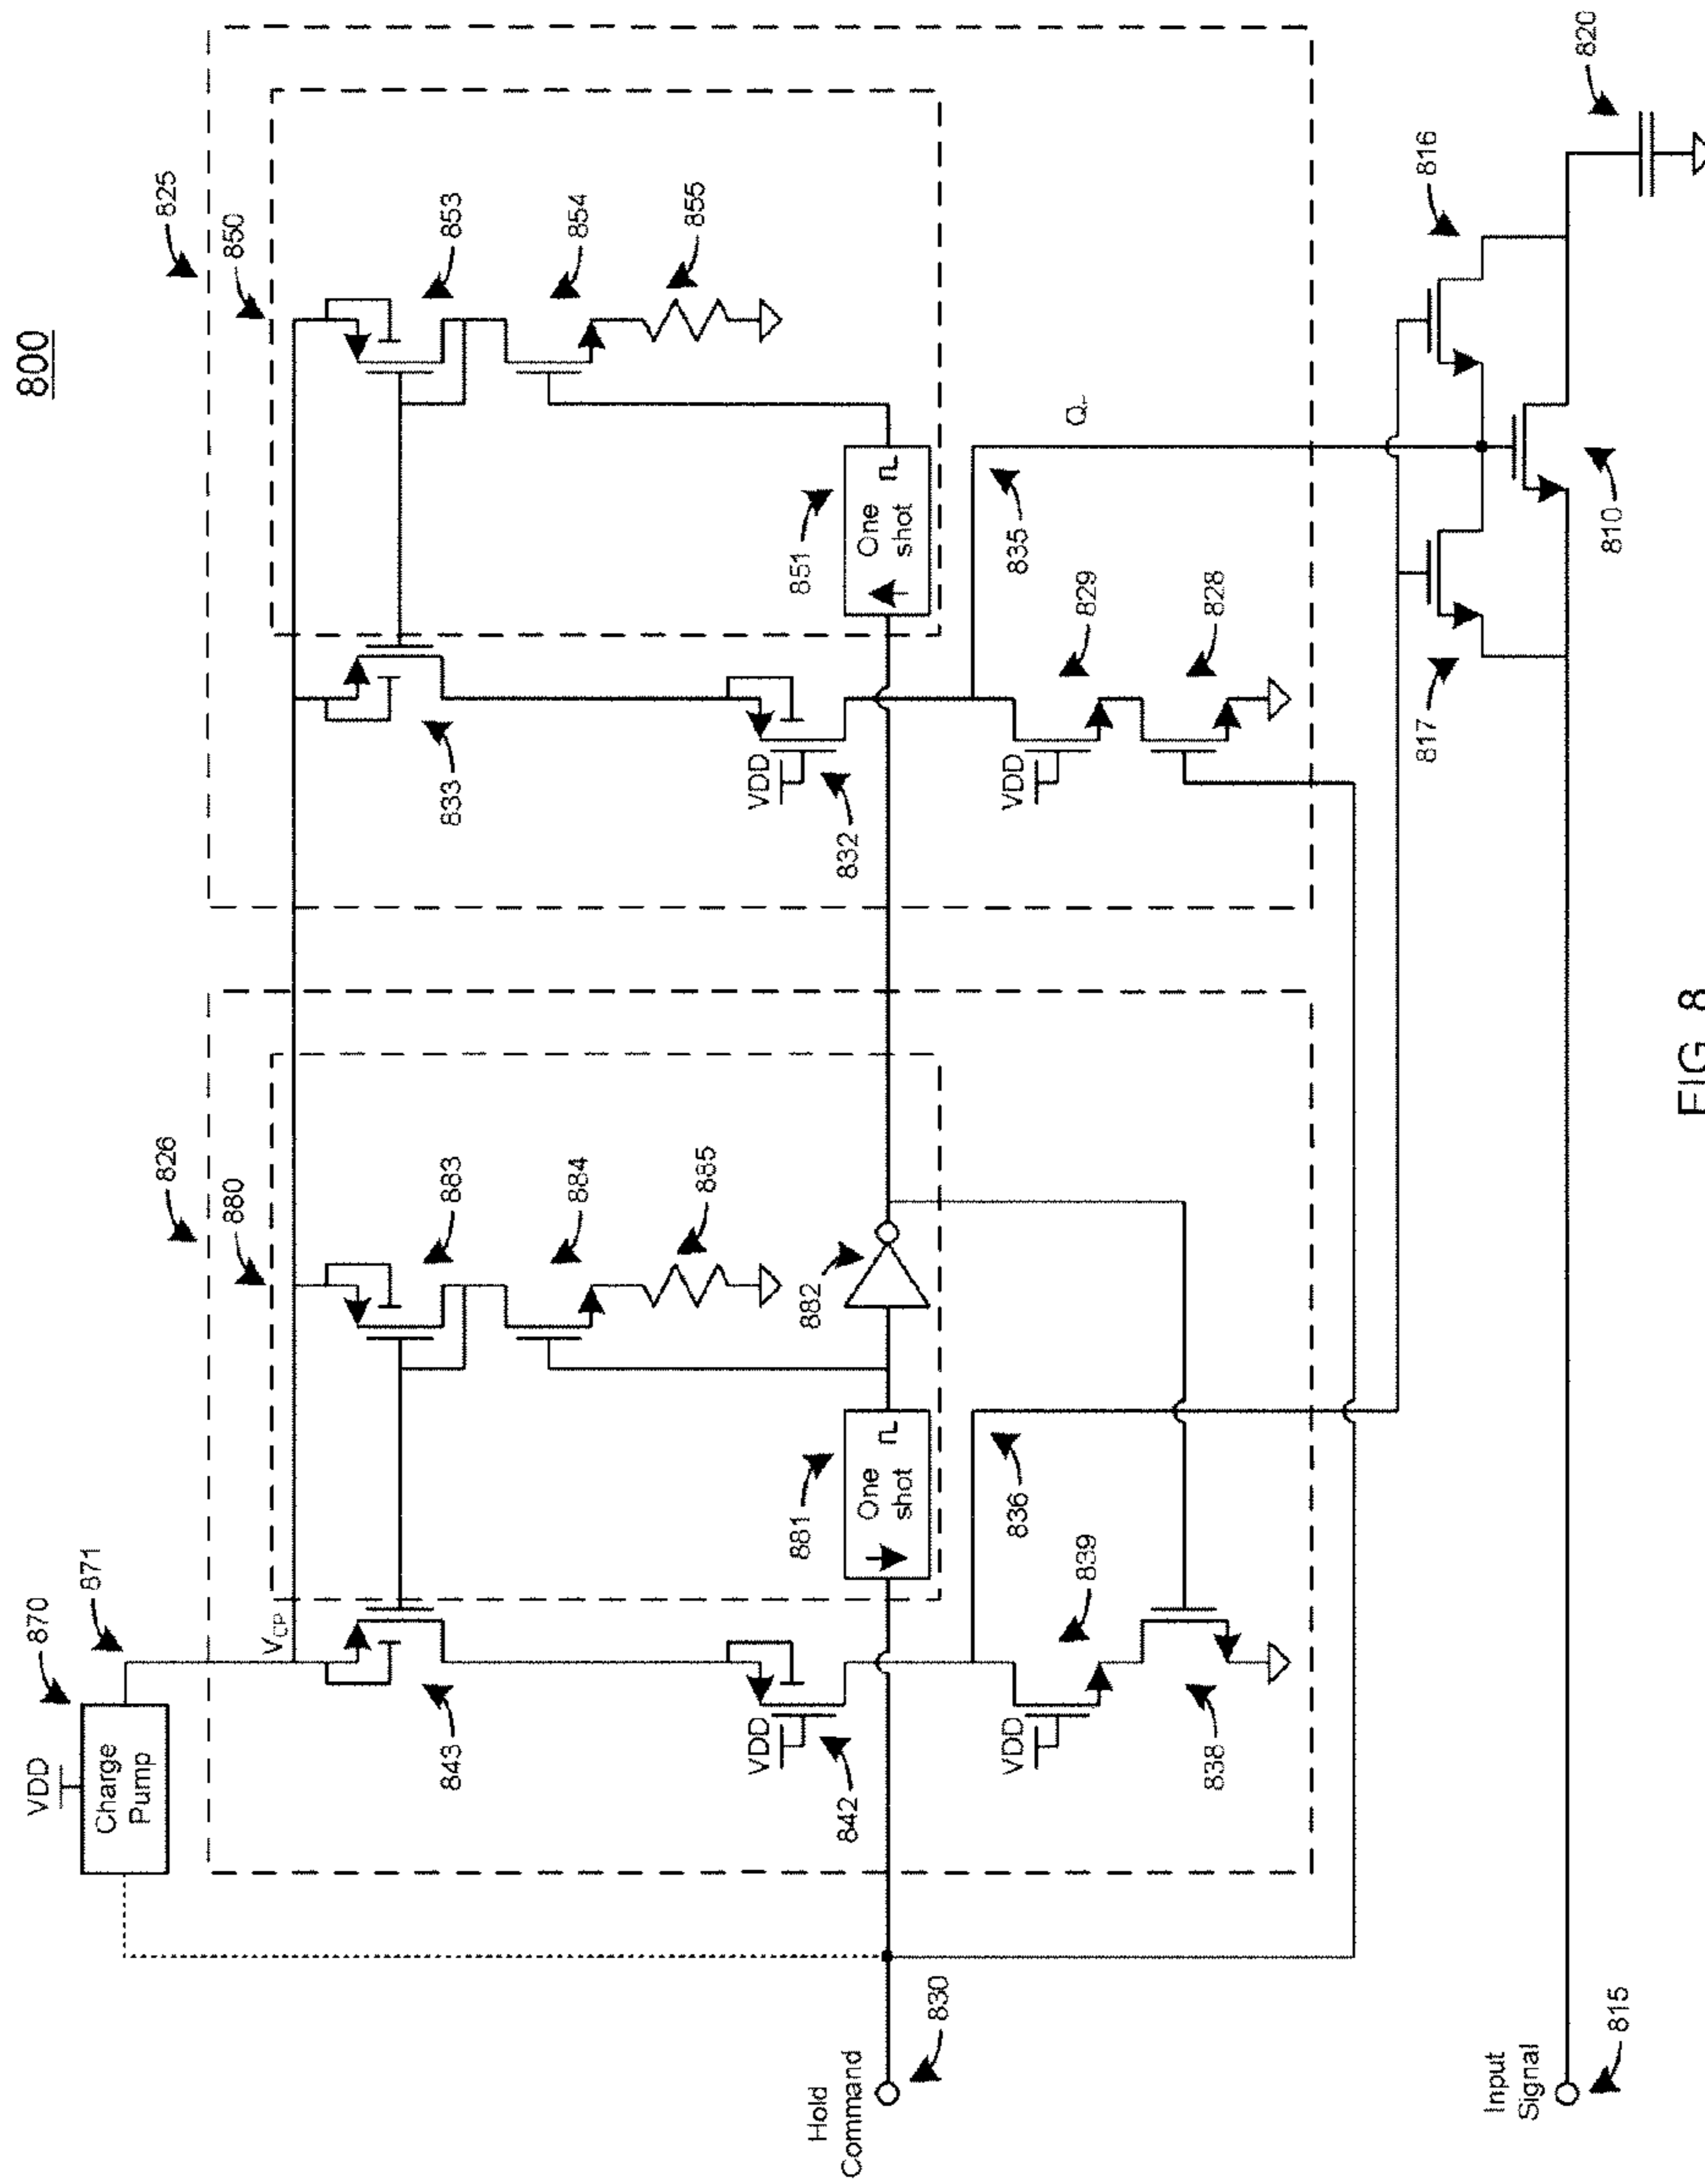 800
825
850
853
854
855
833
VDD
832
851
One
shot
835
Q-
VDD
829
828
817
816
810
820
826
880
883
884
885
882
881
One
shot
VDD
870
Charge
Pump
871
VCP
843
VDD
842
836
VDD
839
838
Hold
Command
830
Input
Signal
815
FIG. 8